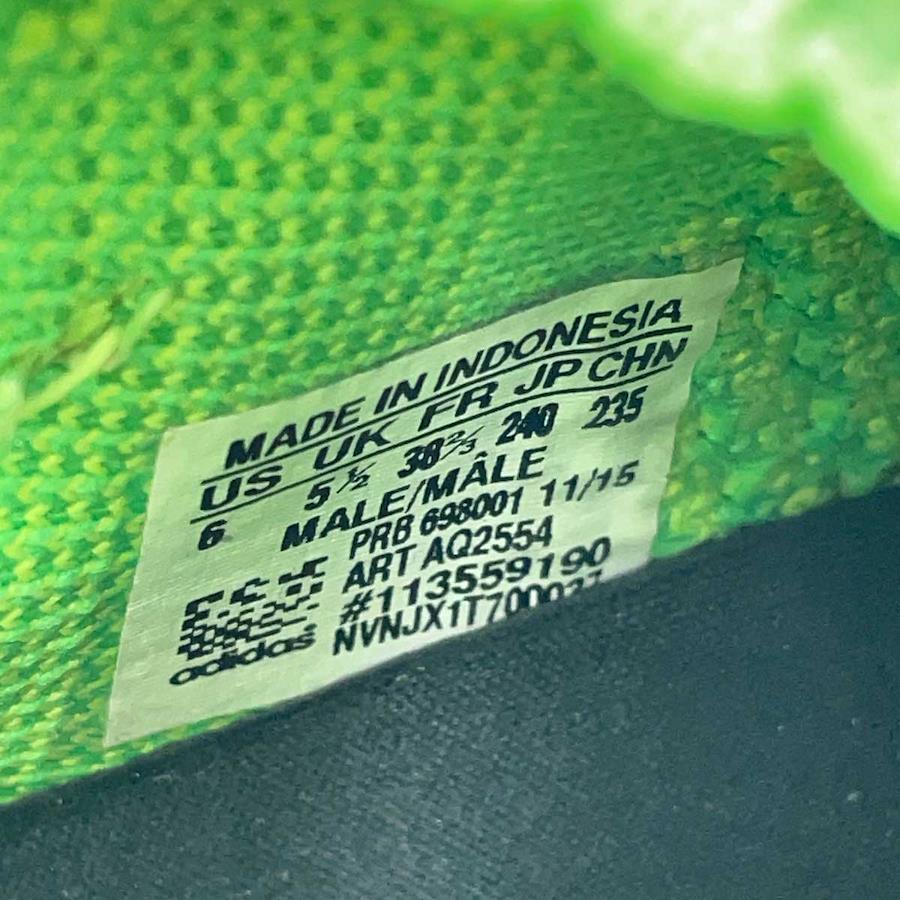 MADE IN INDONESIA
US UK FR JP CHN
6 5½ 38⅔ 240 235
MALE/MÂLE
PRB 698001 11/15
ART AQ2554
#113559190
adidas